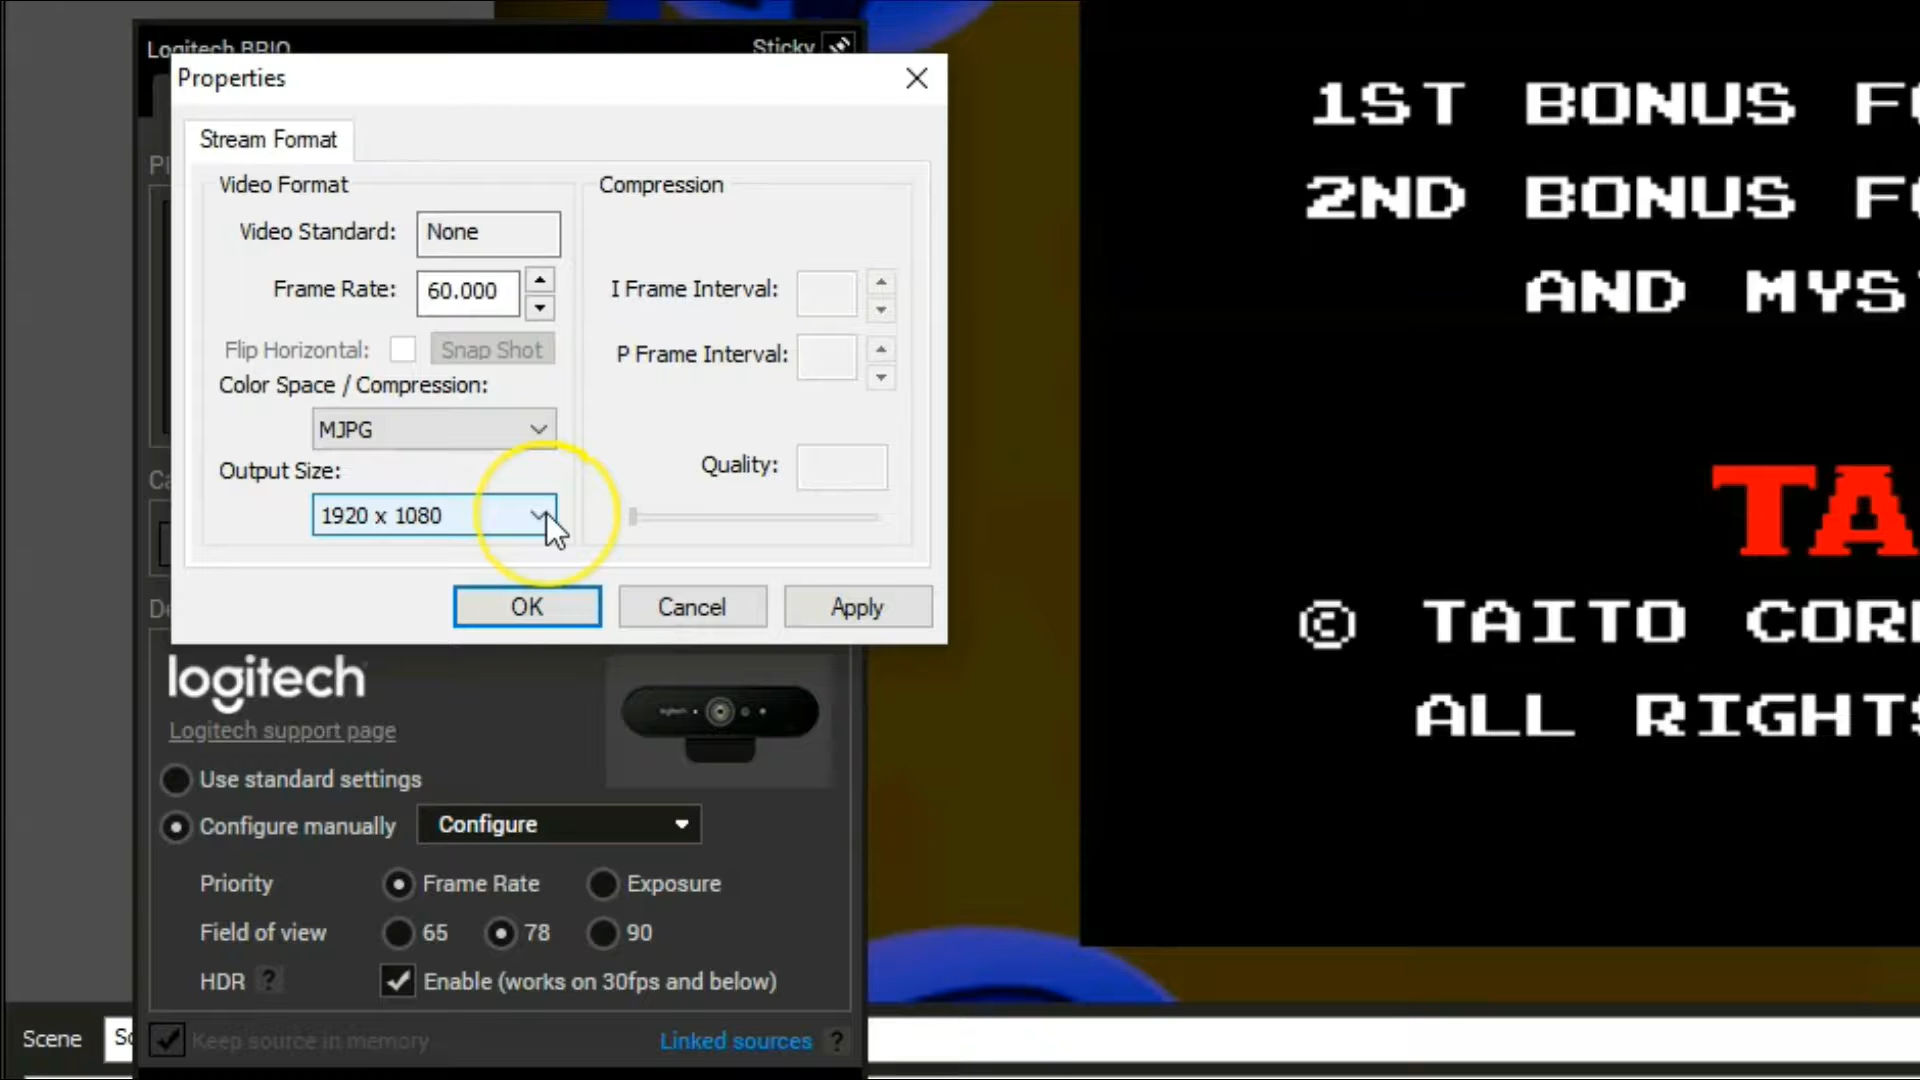 Logitech BRIO
Sticky
Properties
Stream Format
Video Format
Video Standard: None
Frame Rate: 60.000
Flip Horizontal: Snap Shot
Color Space / Compression:
MJPG
Output Size:
1920 x 1080
Compression
I Frame Interval:
P Frame Interval:
Quality:
OK Cancel Apply
logitech
Logitech support page
Use standard settings
Configure manually Configure
Priority Frame Rate Exposure
Field of view 65 78 90
HDR ? Enable (works on 30fps and below)
Keep source in memory Linked sources ?
Scene
1ST BONUS
2ND BONUS
AND
© TAITO
ALL